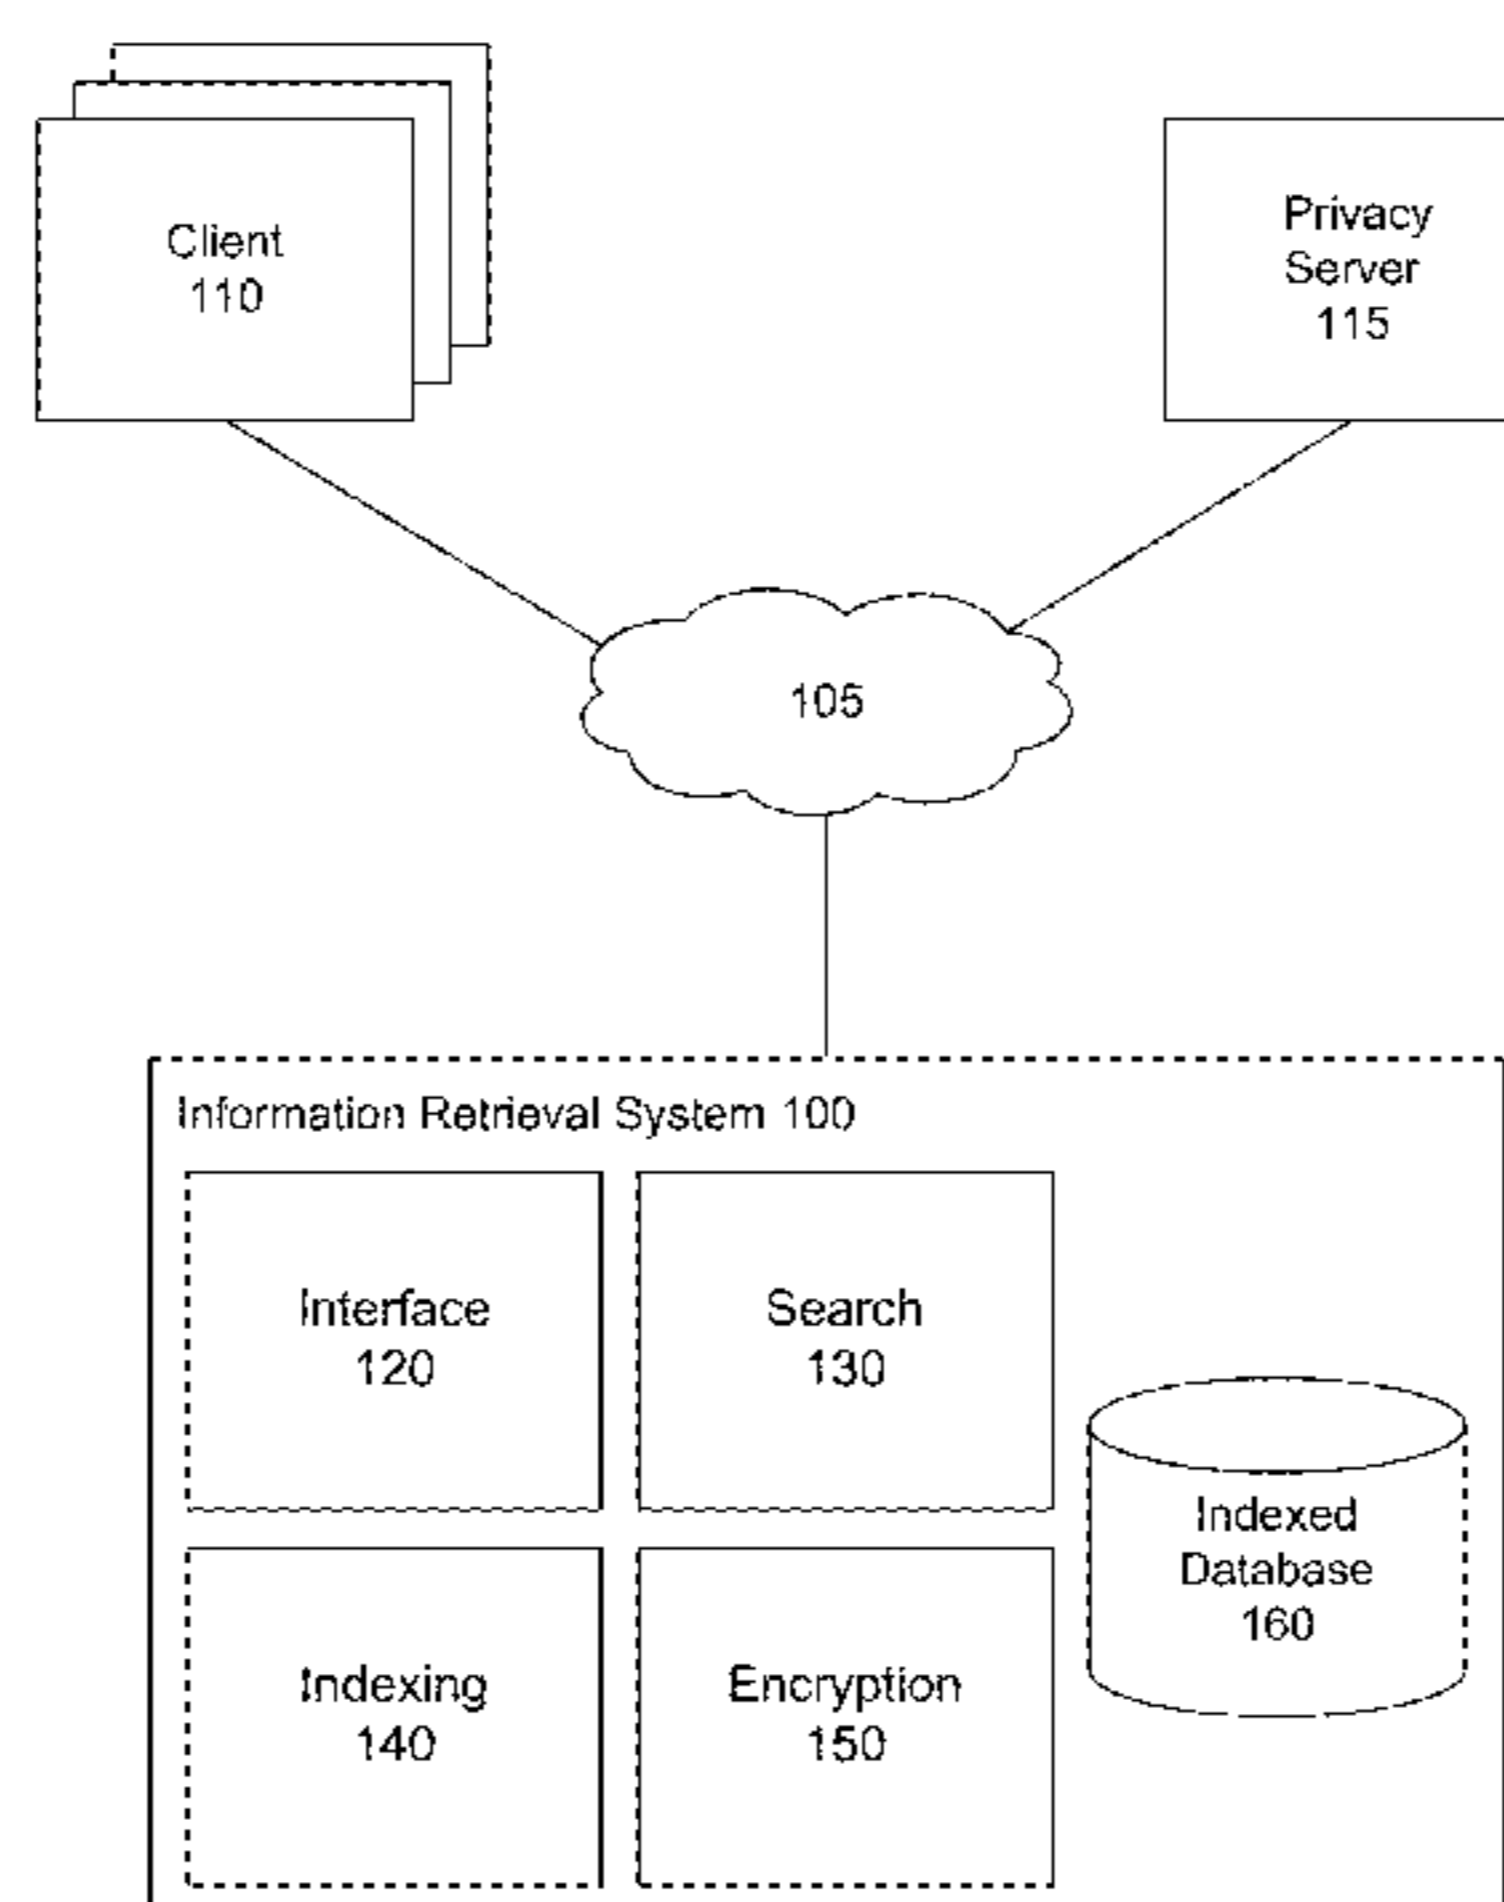 Client
110
Privacy
Server
115
105
Information Retrieval System 100
Interface
120
Search
130
Indexed
Database
160
Indexing
140
Encryption
150